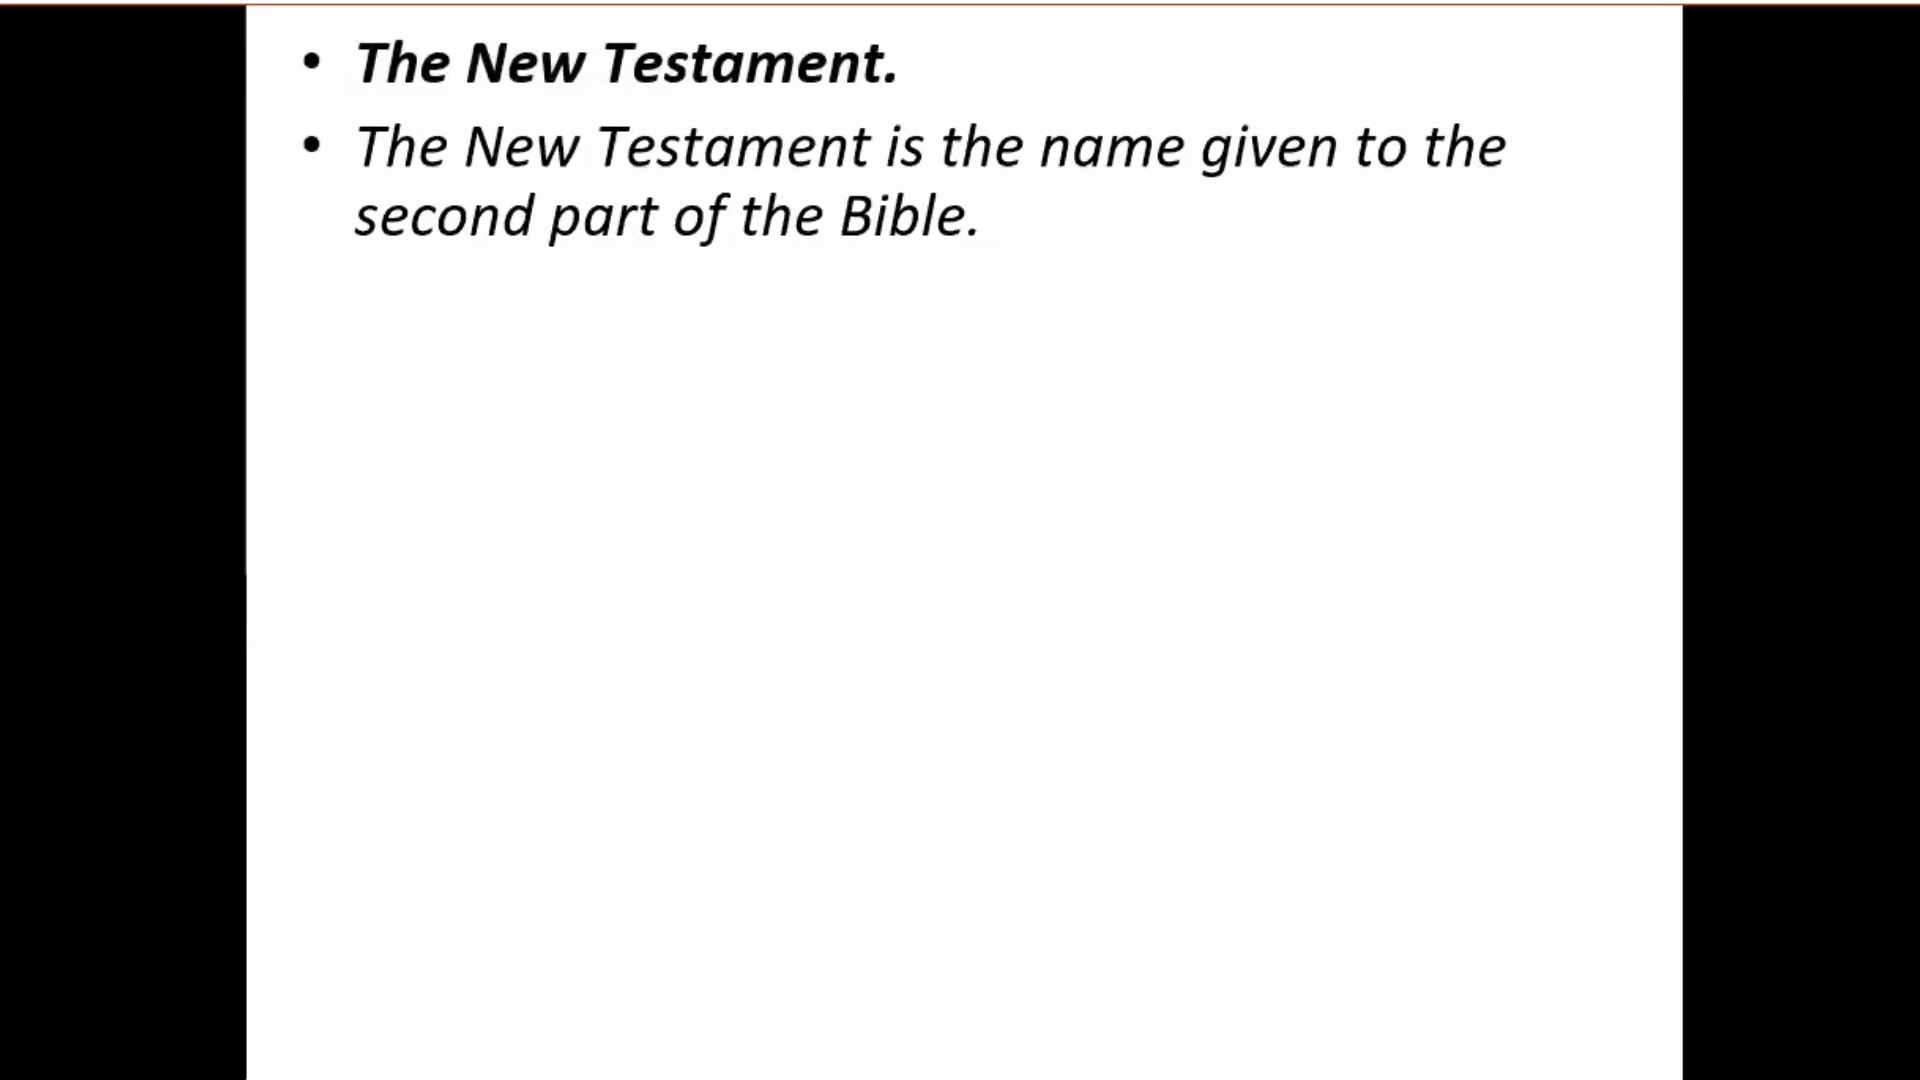 • The New Testament.
• The New Testament is the name given to the
second part of the Bible.